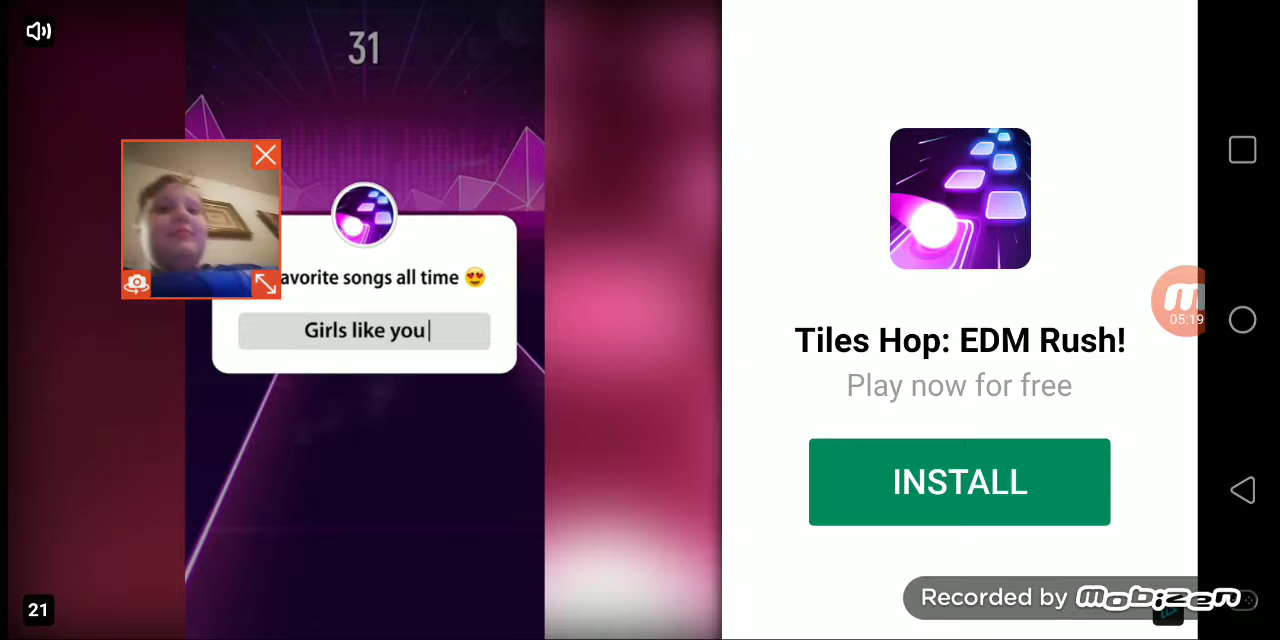 31
avorite songs all time 😍
Girls like you
21
Tiles Hop: EDM Rush!
Play now for free
INSTALL
05:19
Recorded by mobizen